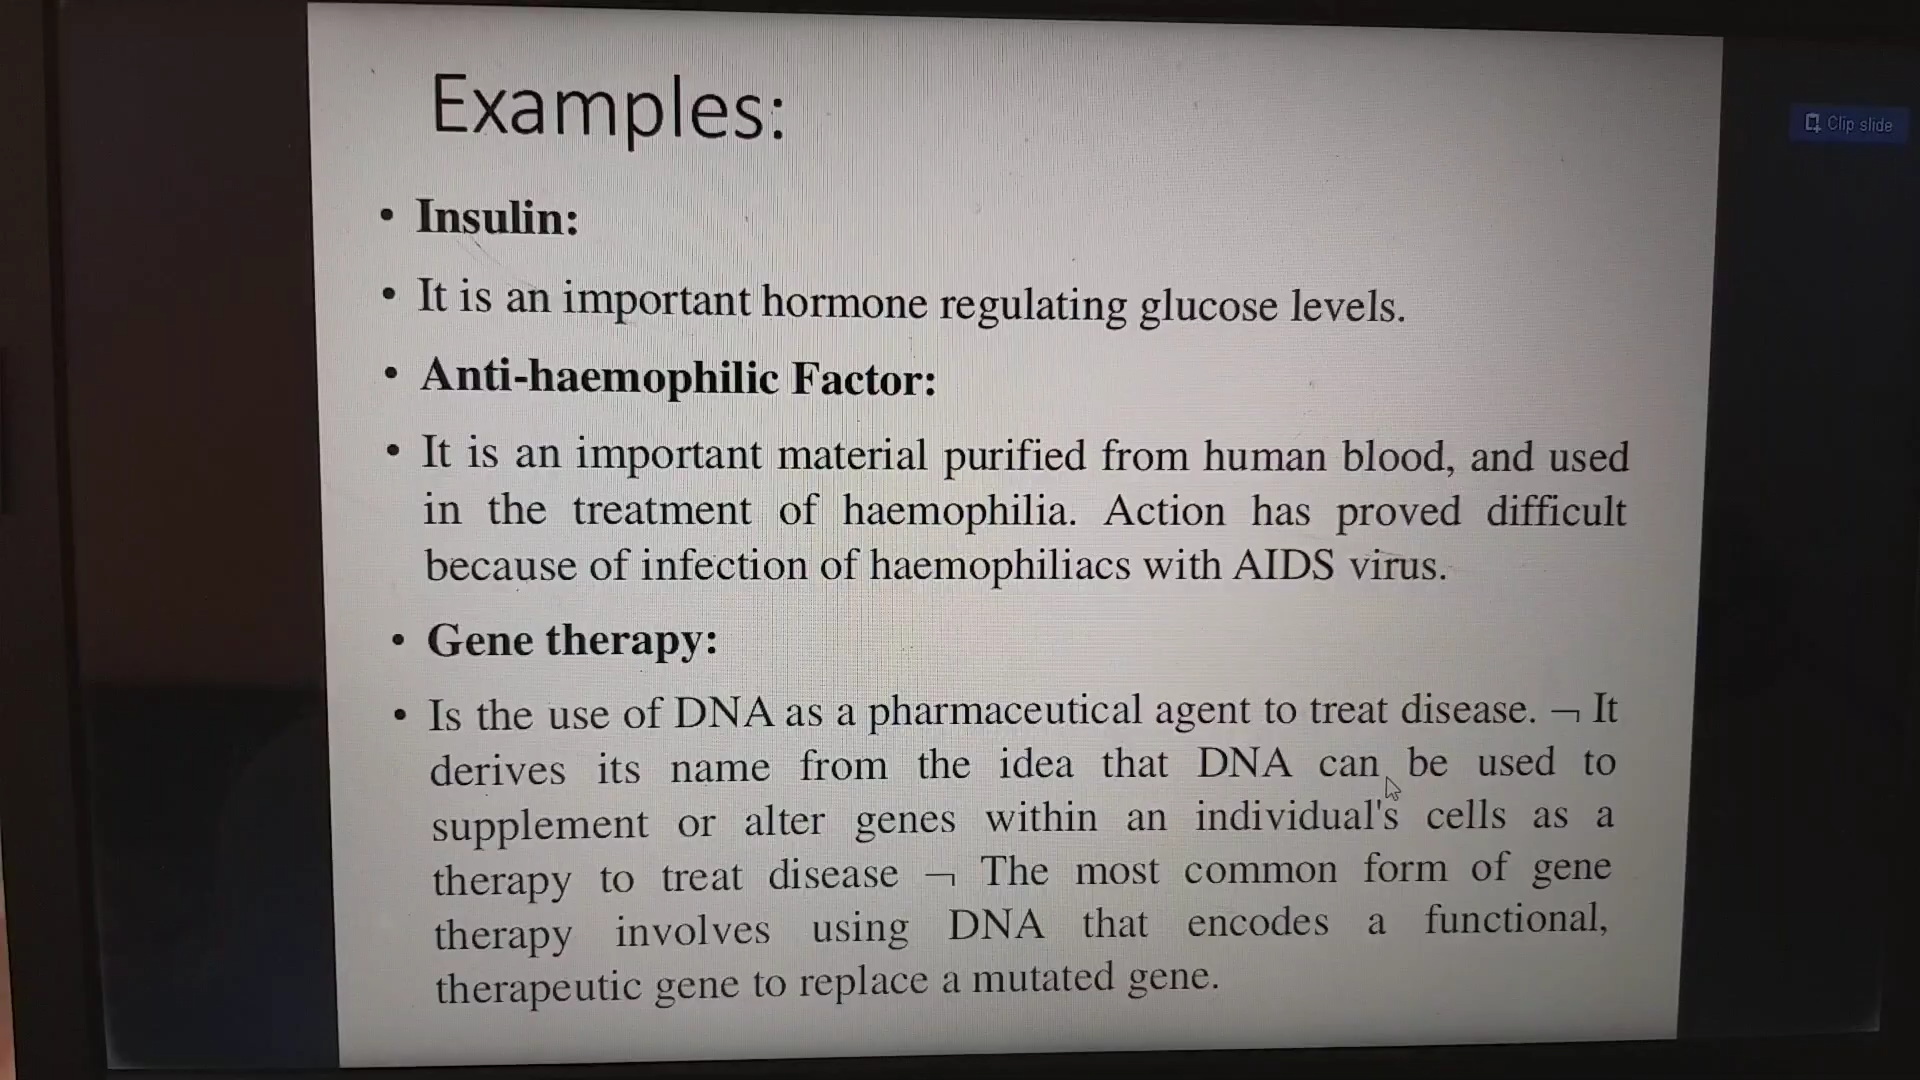 Examples:
Clip slide
• Insulin:
• It is an important hormone regulating glucose levels.
• Anti-haemophilic Factor:
• It is an important material purified from human blood, and used
in the treatment of haemophilia. Action has proved difficult
because of infection of haemophiliacs with AIDS virus.
• Gene therapy:
• Is the use of DNA as a pharmaceutical agent to treat disease. ¬ It
derives its name from the idea that DNA can be used to
supplement or alter genes within an individual's cells as a
therapy to treat disease ¬ The most common form of gene
therapy involves using DNA that encodes a functional,
therapeutic gene to replace a mutated gene.